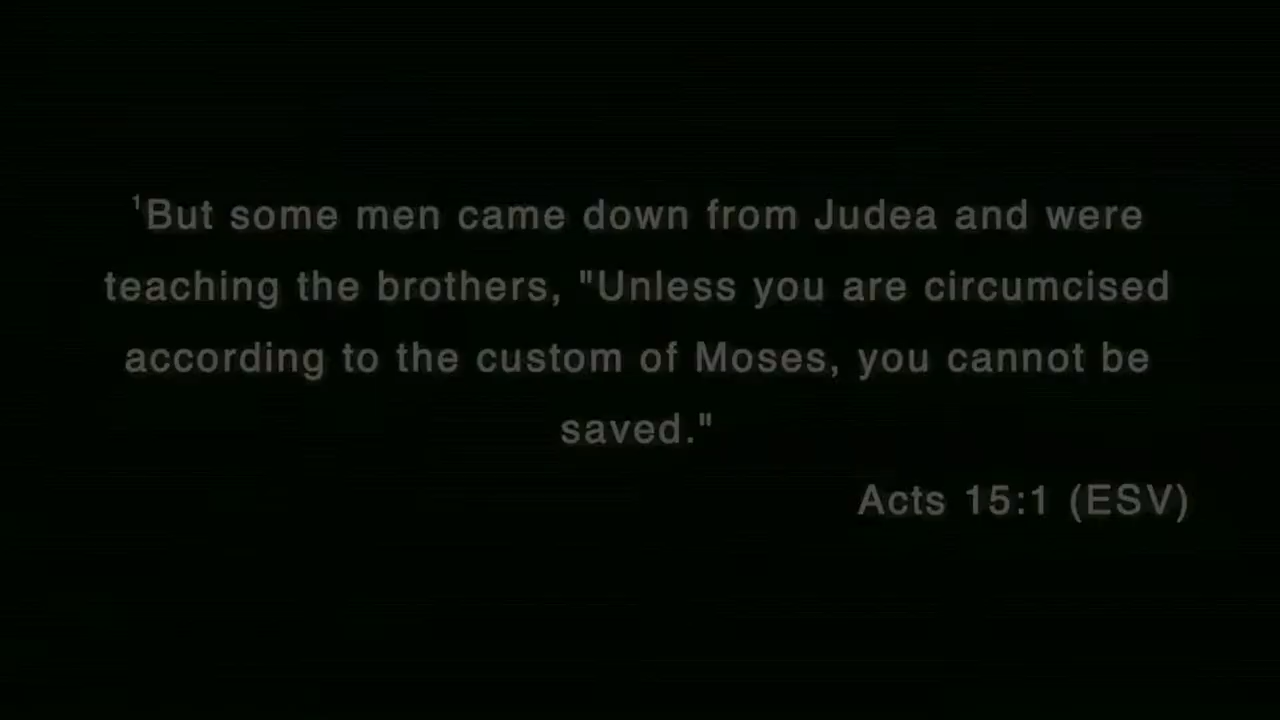 ¹But some men came down from Judea and were
teaching the brothers, "Unless you are circumcised
according to the custom of Moses, you cannot be
saved."
Acts 15:1 (ESV)